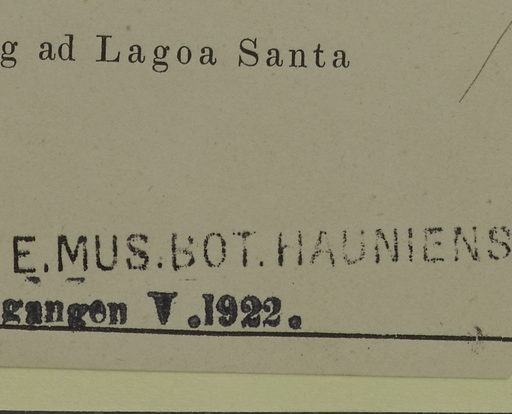 g ad Lagoa Santa
E. MUS. BOT. HAUNIENS
gangen V.1922.